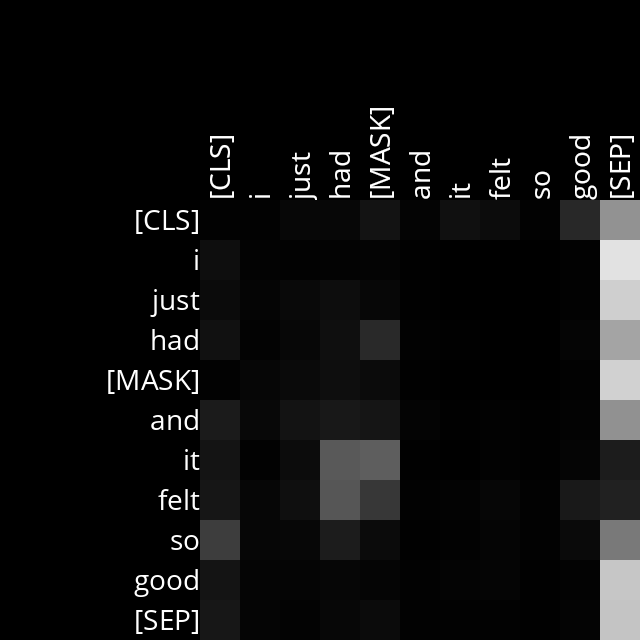 [CLS] i just had [MASK] and it felt so good [SEP]
[CLS]
i
just
had
[MASK]
and
it
felt
so
good
[SEP]